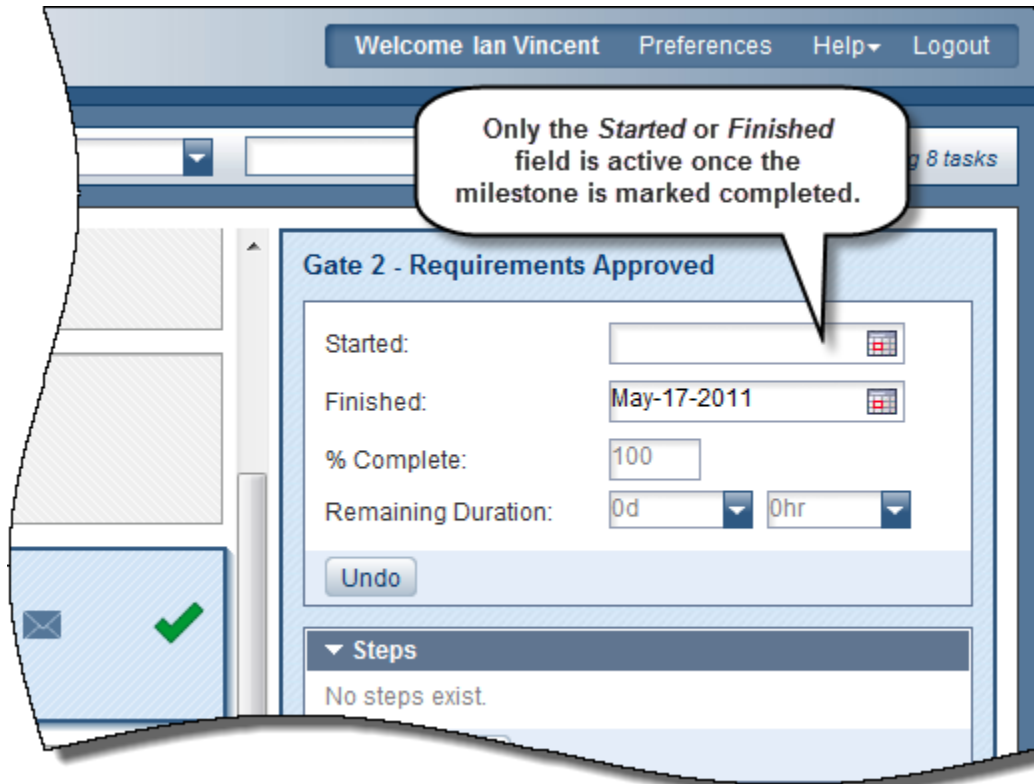 Welcome Ian Vincent Preferences Help Logout
Only the Started or Finished
field is active once the
milestone is marked completed.
8 tasks
Gate 2 - Requirements Approved
Started:
Finished: May-17-2011
% Complete: 100
Remaining Duration: 0d 0hr
Undo
Steps
No steps exist.